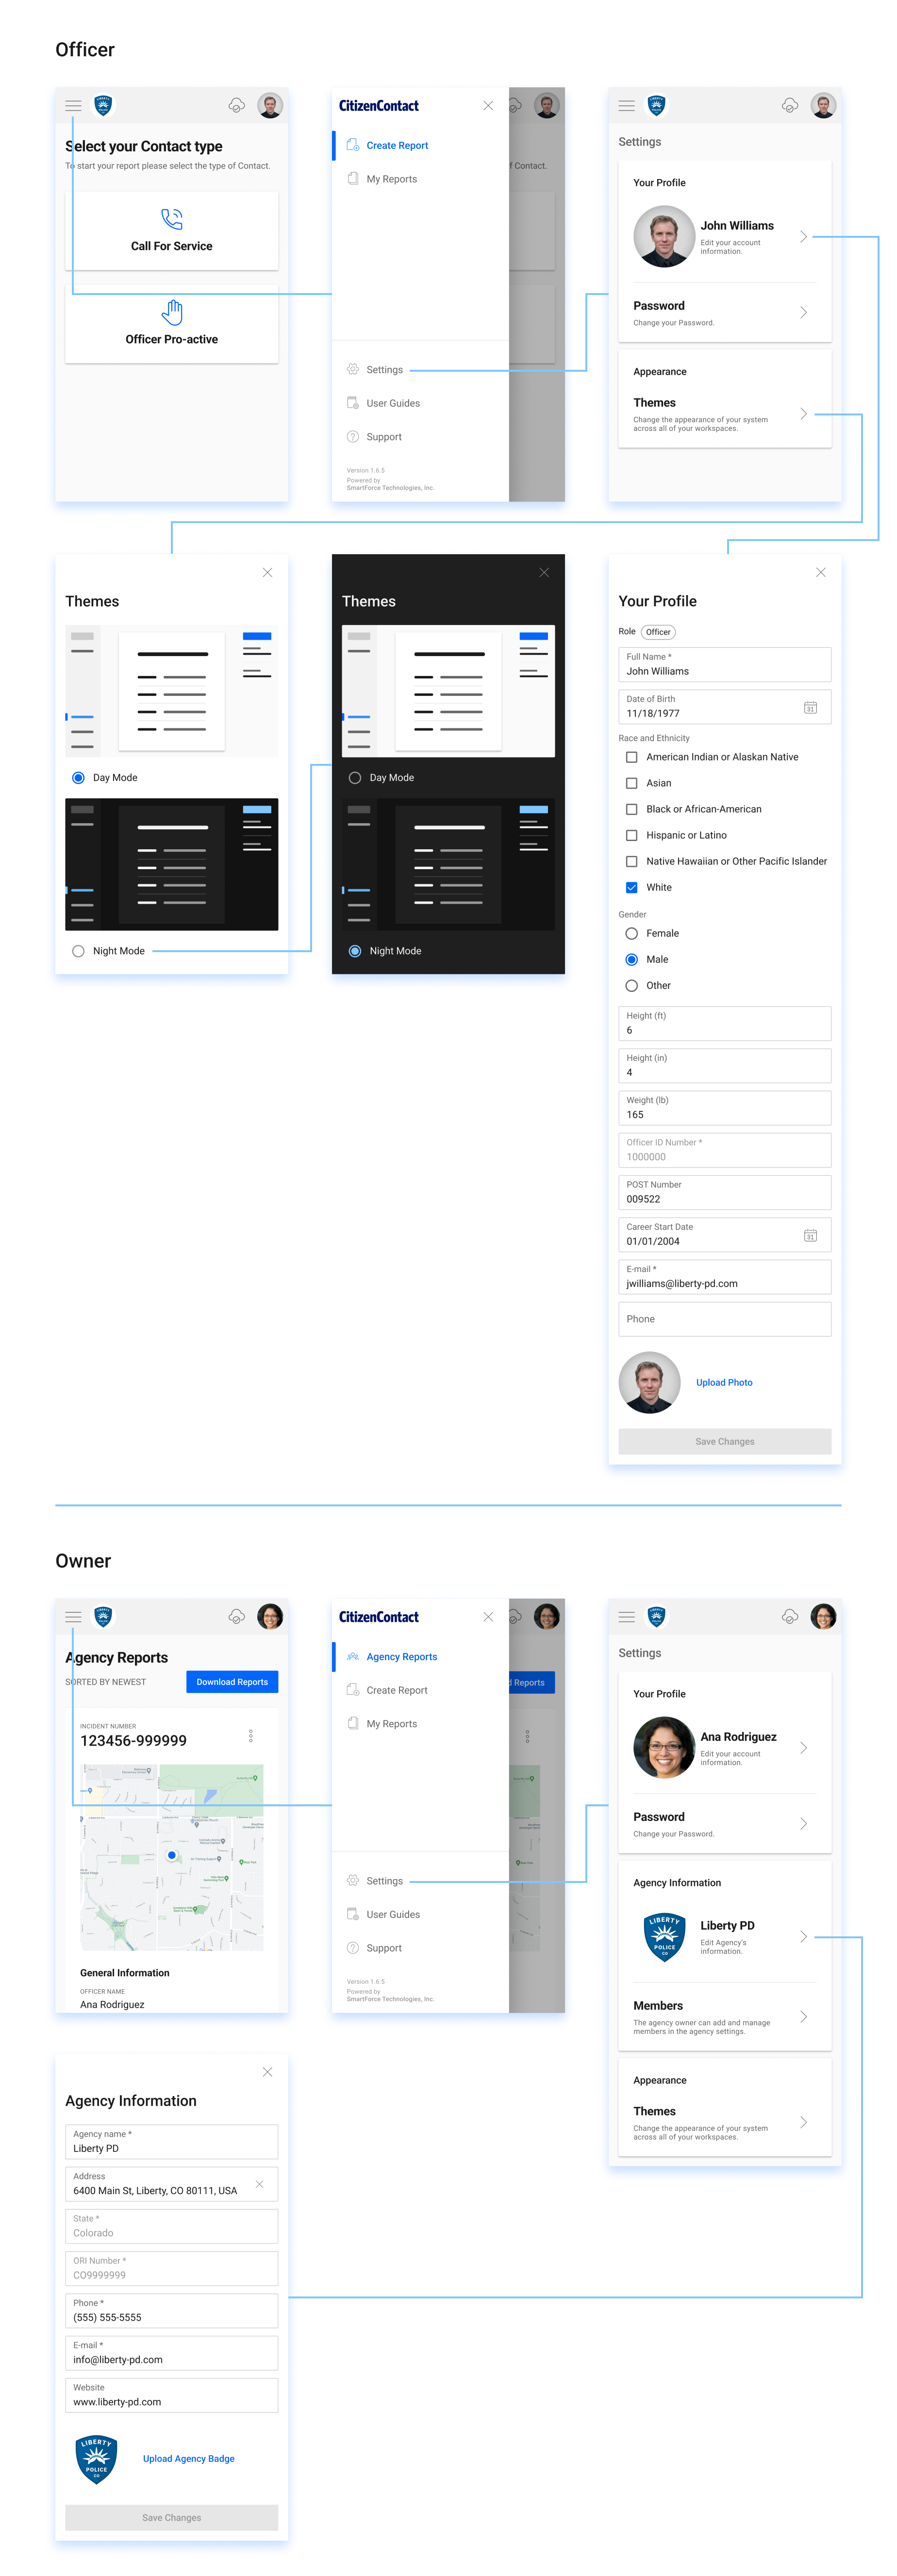 Officer
Select your Contact type
To start your report please select the type of Contact.
Call For Service
Officer Pro-active
CitizenContact
Create Report
My Reports
f Contact.
Settings
User Guides
Support
Version 1.6.5
Powered by
SmartForce Technologies, Inc.
Settings
Your Profile
John Williams
Edit your account
information.
Password
Change your Password.
Appearance
Themes
Change the appearance of your system
across all of your workspaces.
Themes
Day Mode
Night Mode
Themes
Day Mode
Night Mode
Your Profile
Role Officer
Full Name *
John Williams
Date of Birth
11/18/1977
31
Race and Ethnicity
American Indian or Alaskan Native
Asian
Black or African-American
Hispanic or Latino
Native Hawaiian or Other Pacific Islander
White
Gender
Female
Male
Other
Height (ft)
6
Height (in)
4
Weight (lb)
165
Officer ID Number *
1000000
POST Number
009522
Career Start Date
01/01/2004
31
E-mail *
jwilliams@liberty-pd.com
Phone
Upload Photo
Save Changes
Owner
Agency Reports
SORTED BY NEWEST
Download Reports
INCIDENT NUMBER
123456-999999
General Information
OFFICER NAME
Ana Rodriguez
CitizenContact
Agency Reports
Create Report
My Reports
d Reports
Settings
User Guides
Support
Version 1.6.5
Powered by
SmartForce Technologies, Inc.
Settings
Your Profile
Ana Rodriguez
Edit your account
information.
Password
Change your Password.
Agency Information
LIBERTY
POLICE
CO
Liberty PD
Edit Agency's
information.
Members
The agency owner can add and manage
members in the agency settings.
Appearance
Themes
Change the appearance of your system
across all of your workspaces.
Agency Information
Agency name *
Liberty PD
Address
6400 Main St, Liberty, CO 80111, USA
State *
Colorado
ORI Number *
CO9999999
Phone *
(555) 555-5555
E-mail *
info@liberty-pd.com
Website
www.liberty-pd.com
LIBERTY
POLICE
CO
Upload Agency Badge
Save Changes